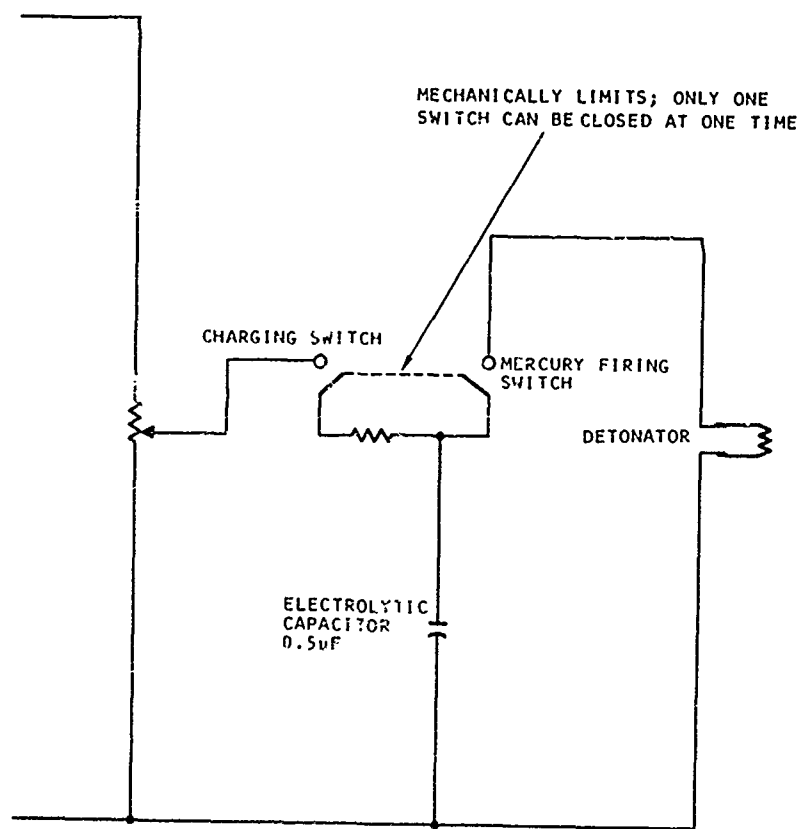 MECHANICALLY LIMITS; ONLY ONE
SWITCH CAN BE CLOSED AT ONE TIME
CHARGING SWITCH
MERCURY FIRING
SWITCH
DETONATOR
ELECTROLYTIC
CAPACITOR
0.5υF